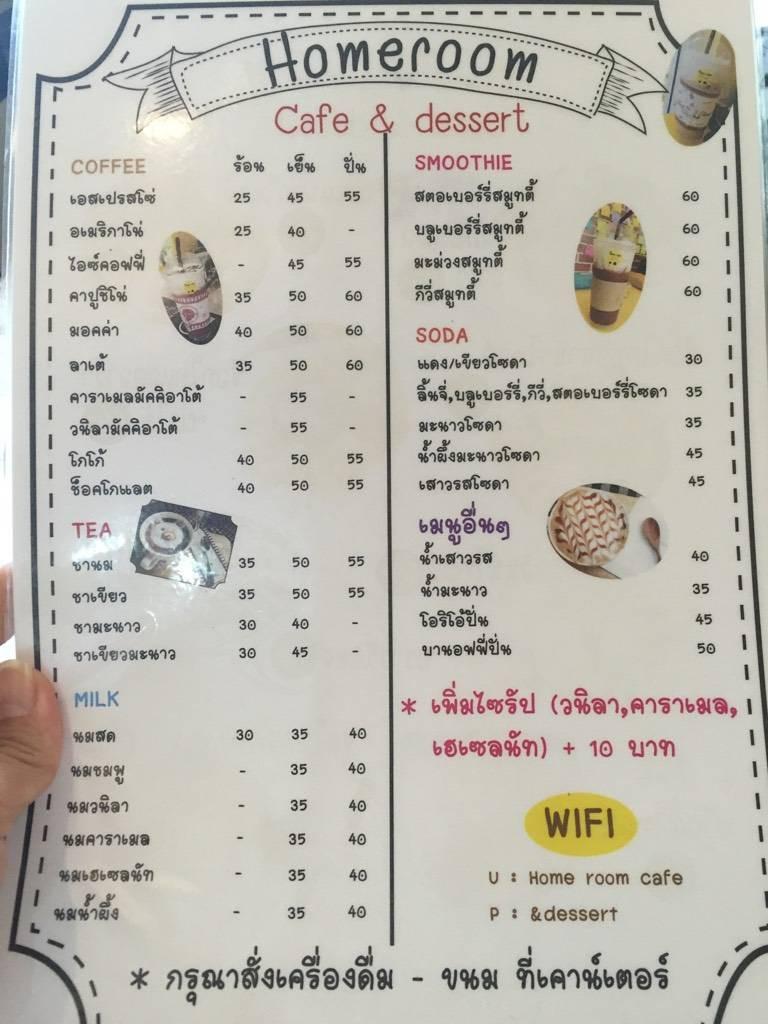 Homeroom
Cafe & dessert
COFFEE ร้อน เย็น ปั่น
เอสเปรสโซ่ 25 45 55
อเมริกาโน่ 25 40 -
ไอซ์คอฟฟี่ - 45 55
คาปูชิโน่ 35 50 60
มอคค่า 40 50 60
ลาเต้ 35 50 60
คาราเมลมัคคิอาโต้ - 55 -
วนิลามัคคิอาโต้ - 55 -
โกโก้ 40 50 55
ช็อคโกแลต 40 50 55
TEA
ชานม 35 50 55
ชาเขียว 35 50 55
ชามะนาว 30 40 -
ชาเขียวมะนาว 30 45 -
MILK
นมสด 30 35 40
นมชมพู - 35 40
นมวนิลา - 35 40
นมคาราเมล - 35 40
นมเฮเซลนัท - 35 40
นมน้ำผึ้ง - 35 40
SMOOTHIE
สตอเบอร์รี่สมูทตี้ 60
บลูเบอร์รี่สมูทตี้ 60
มะม่วงสมูทตี้ 60
กีวี่สมูทตี้ 60
SODA
แดง/เขียวโซดา 30
ลิ้นจี่,บลูเบอร์รี่,กีวี่,สตอเบอร์รี่โซดา 35
มะนาวโซดา 35
น้ำผึ้งมะนาวโซดา 45
เสาวรสโซดา 45
เมนูอื่นๆ
น้ำเสาวรส 40
น้ำมะนาว 35
โอริโอ้ปั่น 45
บานอฟฟี่ปั่น 50
* เพิ่มไซรัป (วนิลา,คาราเมล,
เฮเซลนัท) + 10 บาท
WIFI
U : Home room cafe
P : &dessert
* กรุณาสั่งเครื่องดื่ม - ขนม ที่เคาน์เตอร์